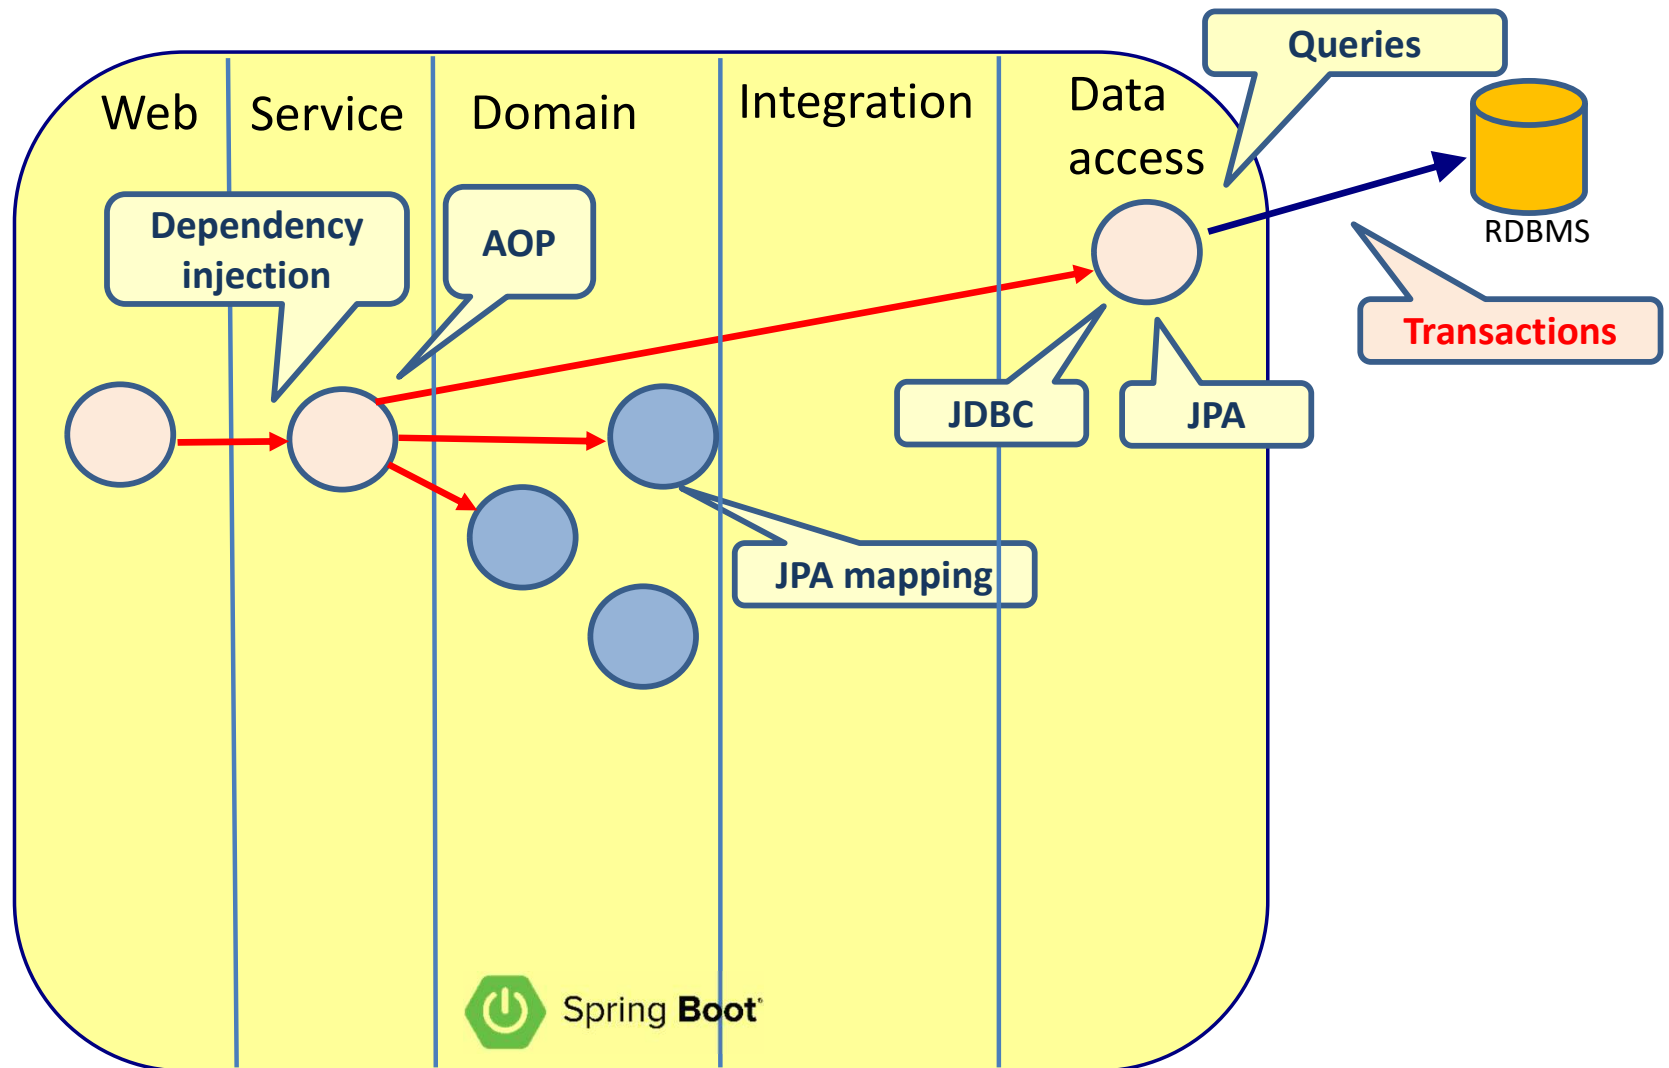 Queries
Web
Service
Domain
Integration
Data
access
Dependency
injection
AOP
RDBMS
Transactions
JDBC
JPA
JPA mapping
Spring Boot